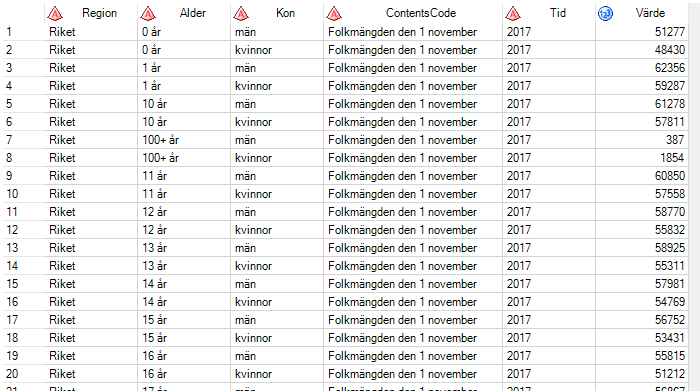 Region Alder Kon ContentsCode Tid Värde
1 Riket 0 år män Folkmängden den 1 november 2017 51277
2 Riket 0 år kvinnor Folkmängden den 1 november 2017 48430
3 Riket 1 år män Folkmängden den 1 november 2017 62356
4 Riket 1 år kvinnor Folkmängden den 1 november 2017 59287
5 Riket 10 år män Folkmängden den 1 november 2017 61278
6 Riket 10 år kvinnor Folkmängden den 1 november 2017 57811
7 Riket 100+ år män Folkmängden den 1 november 2017 387
8 Riket 100+ år kvinnor Folkmängden den 1 november 2017 1854
9 Riket 11 år män Folkmängden den 1 november 2017 60850
10 Riket 11 år kvinnor Folkmängden den 1 november 2017 57558
11 Riket 12 år män Folkmängden den 1 november 2017 58770
12 Riket 12 år kvinnor Folkmängden den 1 november 2017 55832
13 Riket 13 år män Folkmängden den 1 november 2017 58925
14 Riket 13 år kvinnor Folkmängden den 1 november 2017 55311
15 Riket 14 år män Folkmängden den 1 november 2017 57981
16 Riket 14 år kvinnor Folkmängden den 1 november 2017 54769
17 Riket 15 år män Folkmängden den 1 november 2017 56752
18 Riket 15 år kvinnor Folkmängden den 1 november 2017 53431
19 Riket 16 år män Folkmängden den 1 november 2017 55815
20 Riket 16 år kvinnor Folkmängden den 1 november 2017 51212